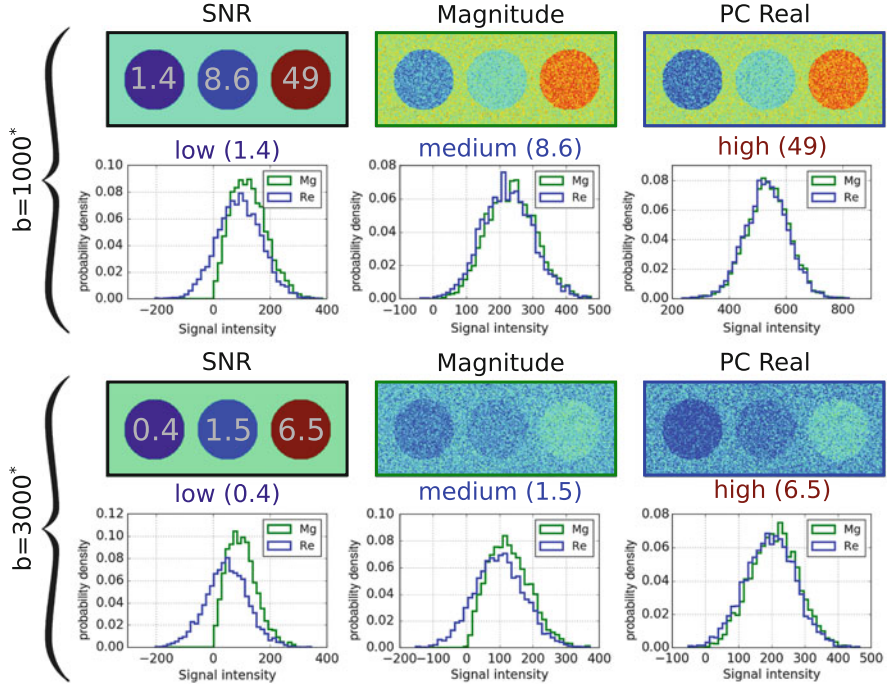 SNR Magnitude PC Real
b=1000*
1.4 8.6 49
low (1.4) medium (8.6) high (49)
0.10
0.08
0.06
0.04
0.02
0.00
probability density
Mg
Re
−200 0 200 400
Signal intensity
0.08
0.06
0.04
0.02
0.00
probability density
Mg
Re
−100 0 100 200 300 400 500
Signal intensity
0.08
0.06
0.04
0.02
0.00
probability density
Mg
Re
200 400 600 800
Signal intensity
SNR Magnitude PC Real
b=3000*
0.4 1.5 6.5
low (0.4) medium (1.5) high (6.5)
0.12
0.10
0.08
0.06
0.04
0.02
0.00
probability density
Mg
Re
−200 0 200 400
Signal intensity
0.10
0.08
0.06
0.04
0.02
0.00
probability density
Mg
Re
−150−100 0 100 200 300 400
Signal intensity
0.08
0.06
0.04
0.02
0.00
probability density
Mg
Re
−100 0 100 200 300 400 500
Signal intensity